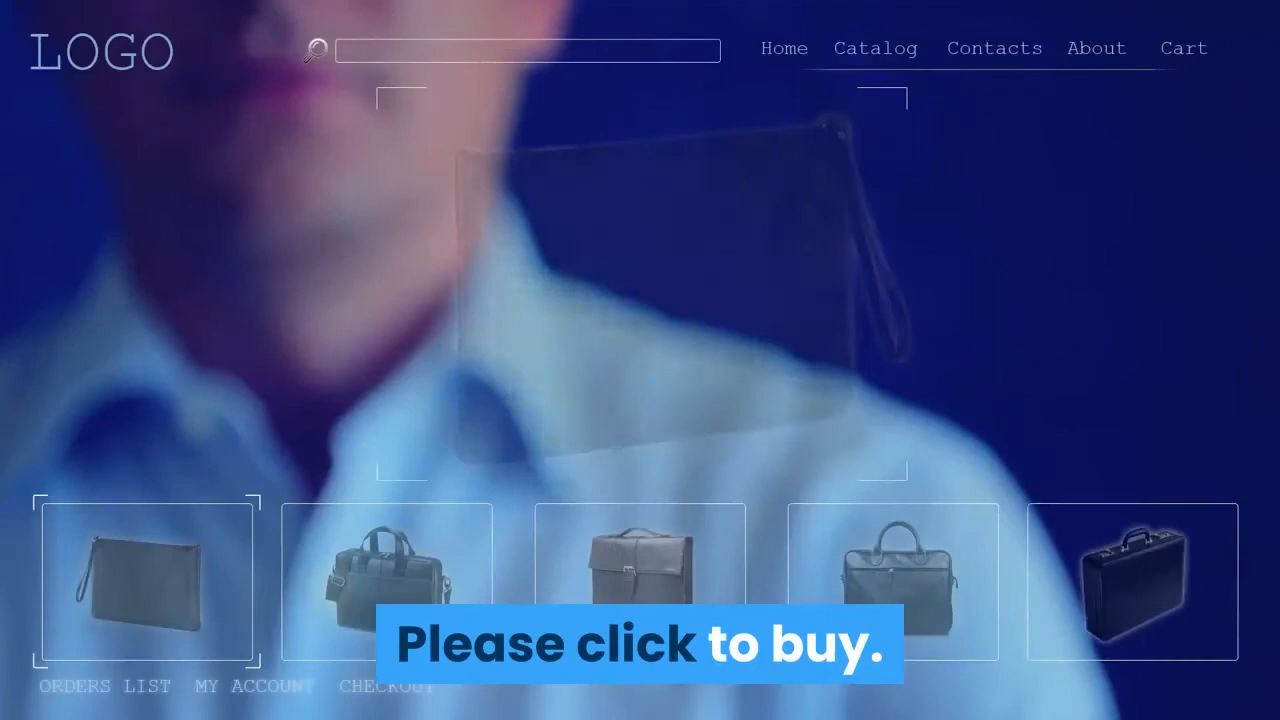 LOGO
Home Catalog Contacts About Cart
Please click to buy.
ORDERS LIST MY ACCOUNT CHECKOUT